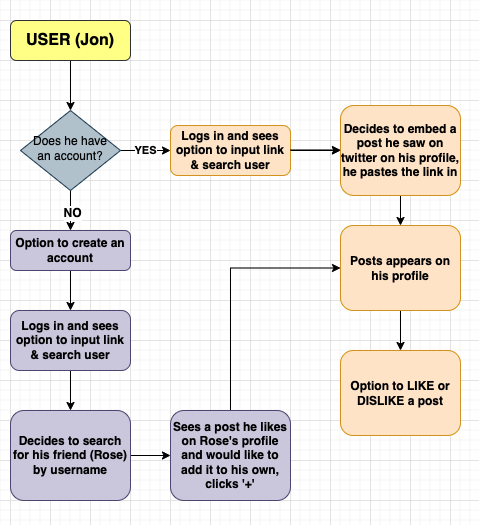 USER (Jon)
Does he have
an account?
YES
Logs in and sees
option to input link
& search user
Decides to embed a
post he saw on
twitter on his profile,
he pastes the link in
NO
Option to create an
account
Posts appears on
his profile
Logs in and sees
option to input link
& search user
Option to LIKE or
DISLIKE a post
Decides to search
for his friend (Rose)
by username
Sees a post he likes
on Rose's profile
and would like to
add it to his own,
clicks '+'